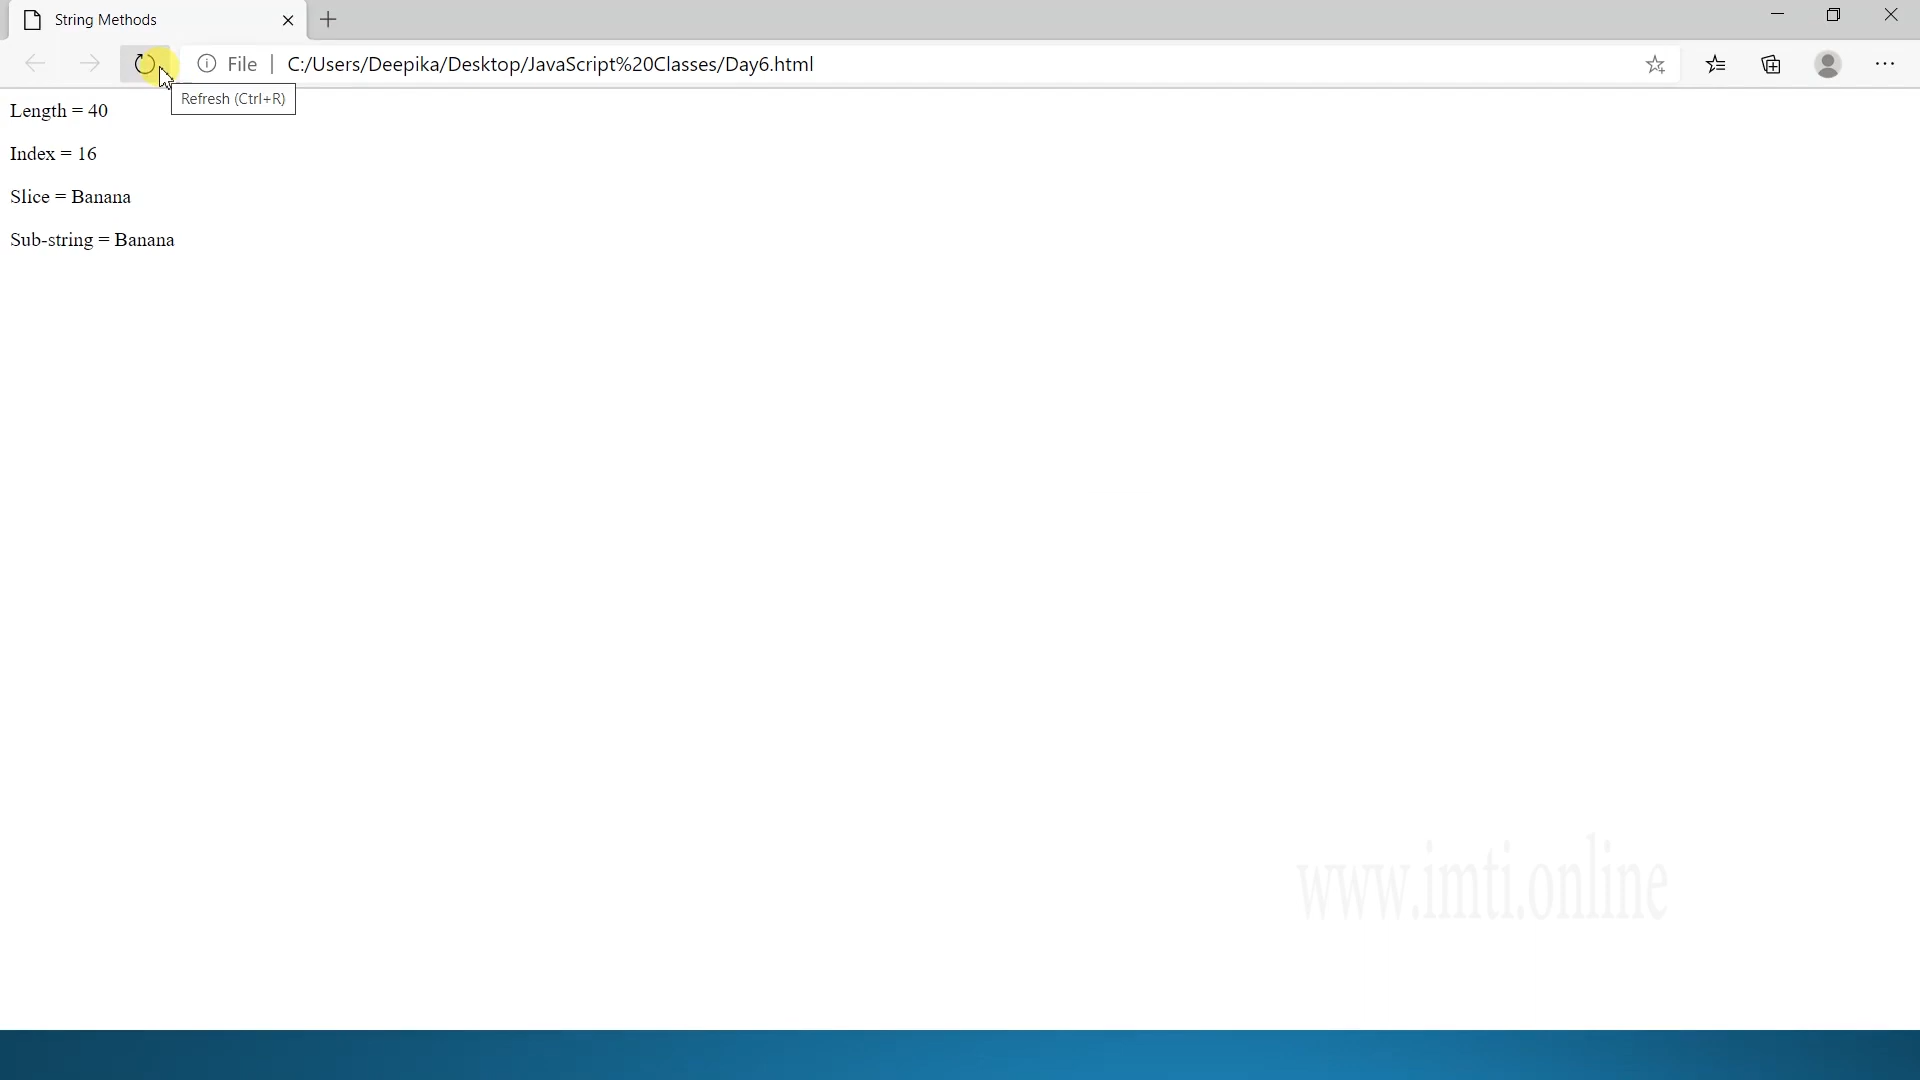 String Methods
File | C:/Users/Deepika/Desktop/JavaScript%20Classes/Day6.html
Refresh (Ctrl+R)
Length = 40
Index = 16
Slice = Banana
Sub-string = Banana
www.imti.online